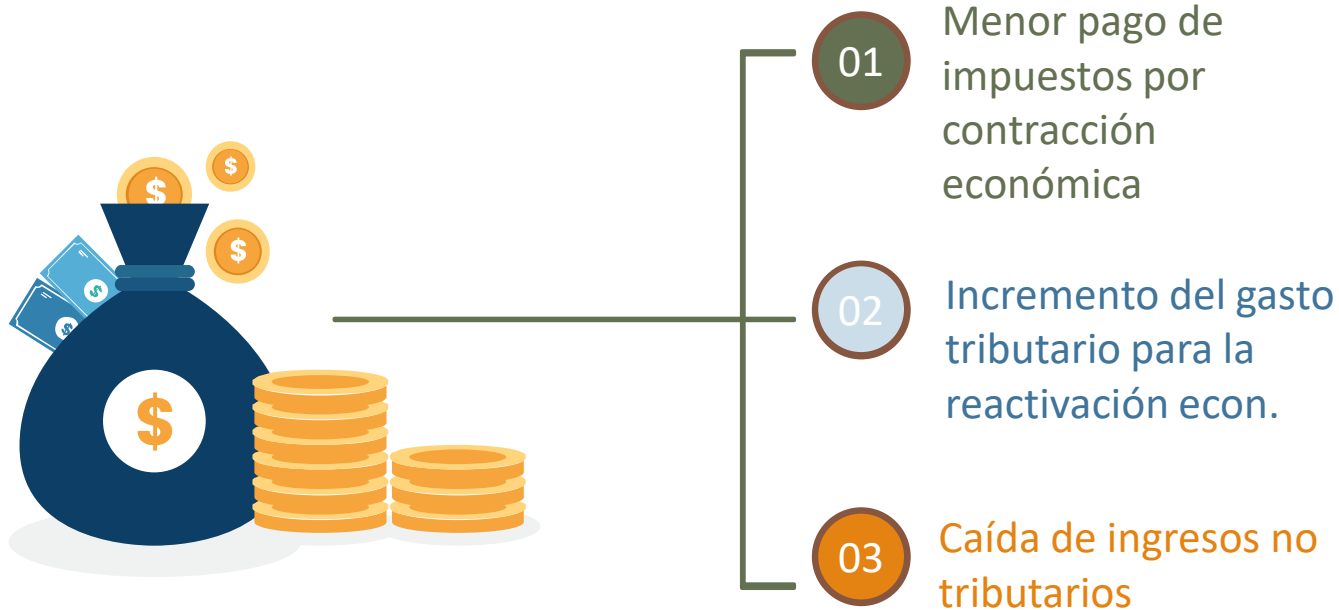 01
Menor pago de
impuestos por
contracción
económica
02
Incremento del gasto
tributario para la
reactivación econ.
03
Caída de ingresos no
tributarios
$
$
$
$
$
$